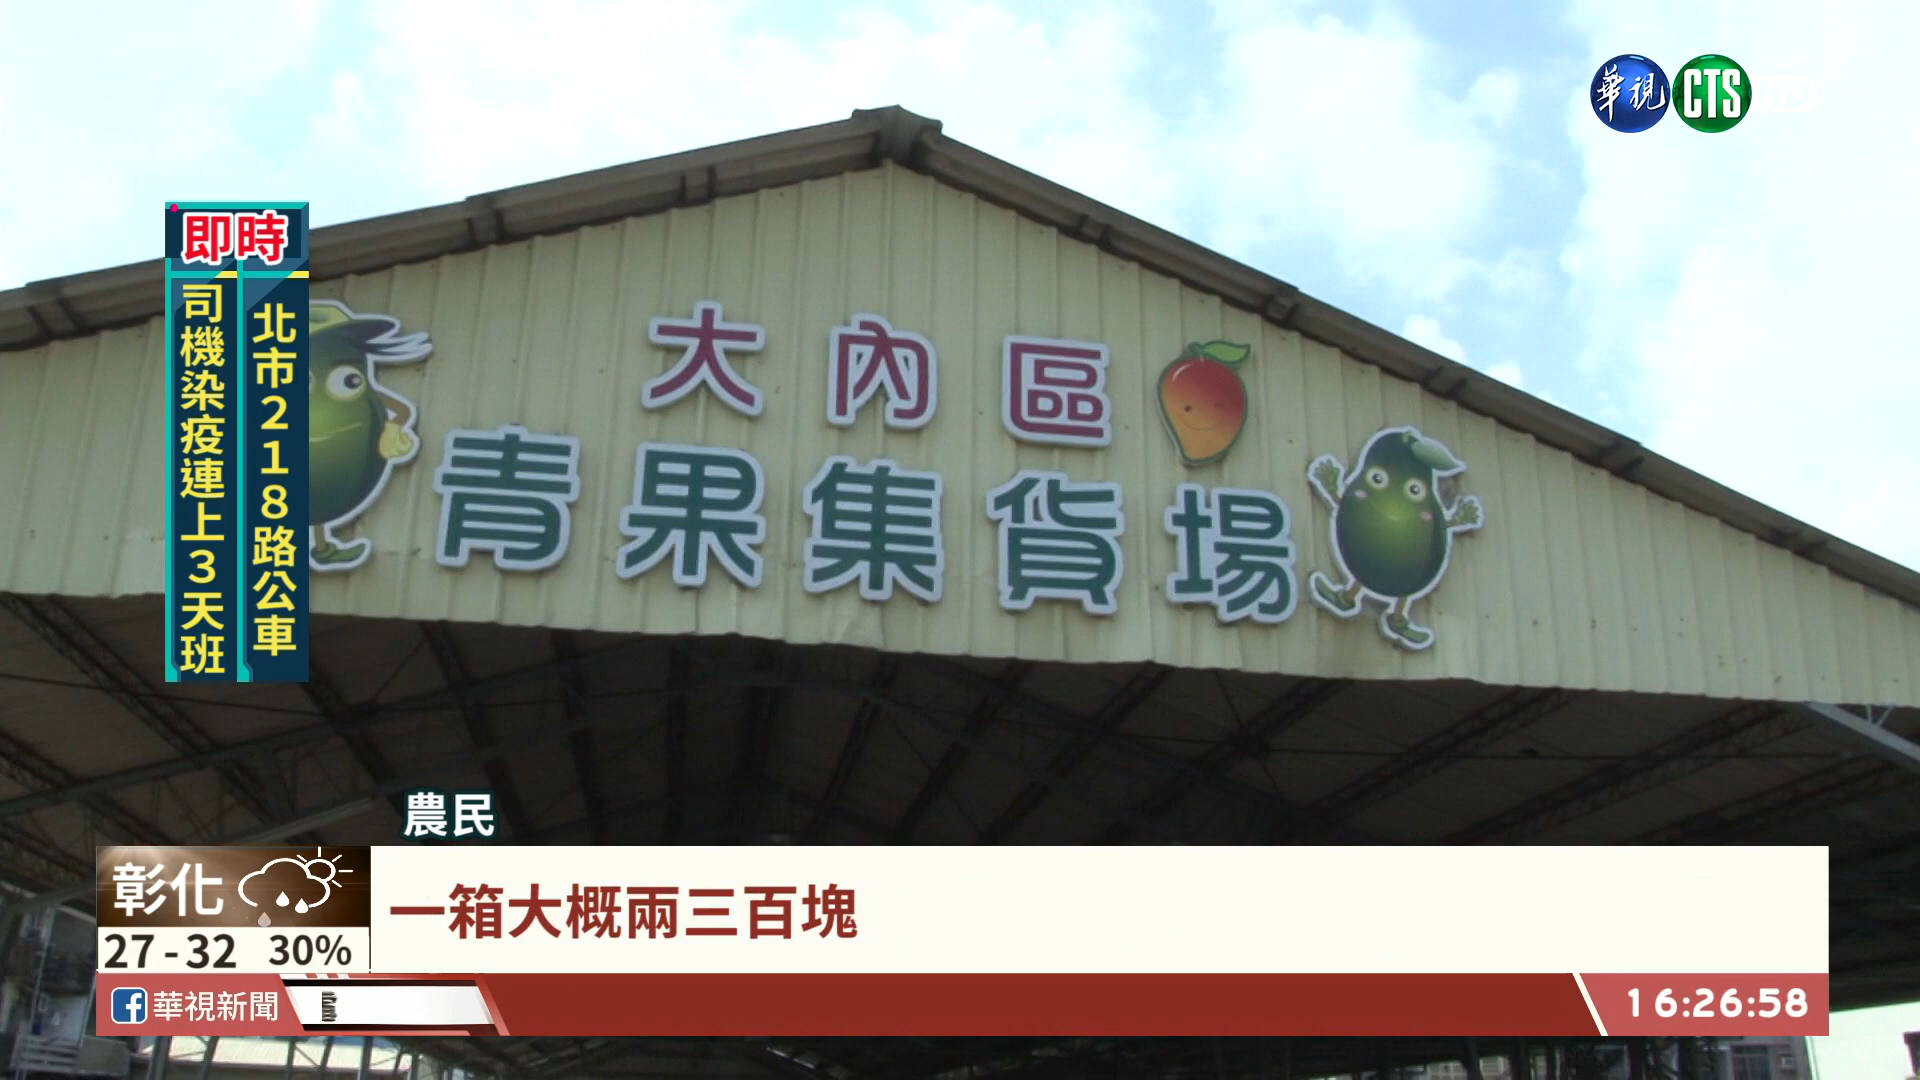 華視 CTS
即時
北市218路公車
司機染疫連上3天班
大內區
青果集貨場
農民
彰化
27-32 30%
一箱大概兩三百塊
華視新聞
16:26:58